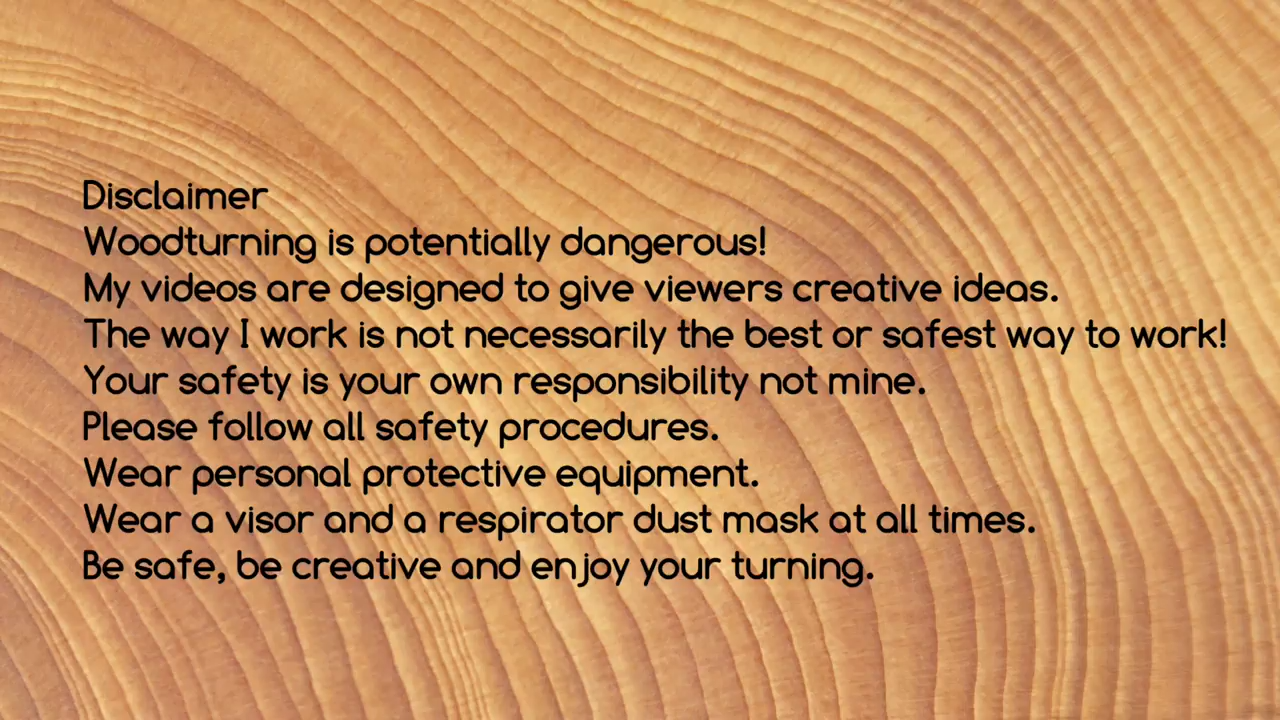 Disclaimer
Woodturning is potentially dangerous!
My videos are designed to give viewers creative ideas.
The way I work is not necessarily the best or safest way to work!
Your safety is your own responsibility not mine.
Please follow all safety procedures.
Wear personal protective equipment.
Wear a visor and a respirator dust mask at all times.
Be safe, be creative and enjoy your turning.